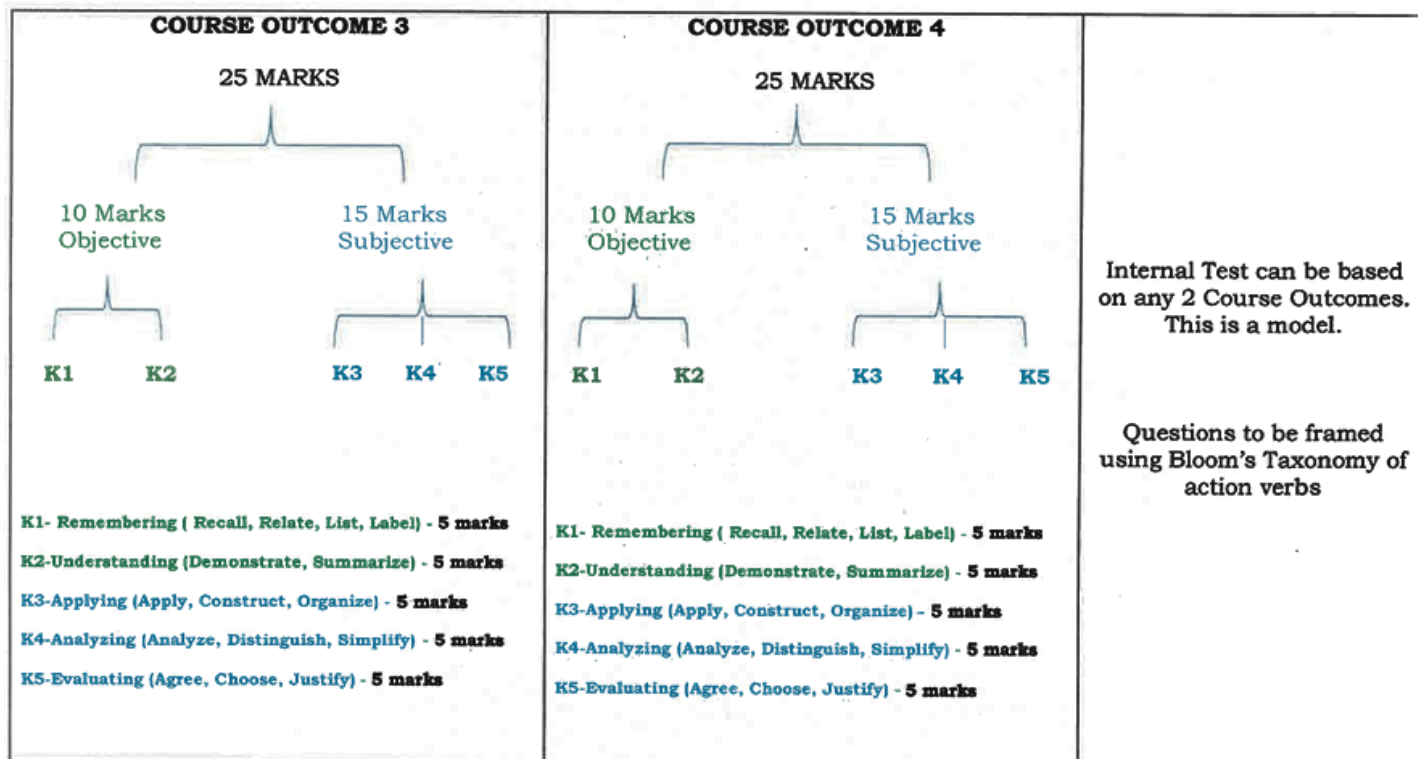 COURSE OUTCOME 3
25 MARKS
10 Marks
Objective
15 Marks
Subjective
K1 K2 K3 K4 K5
K1- Remembering ( Recall, Relate, List, Label) - 5 marks
K2-Understanding (Demonstrate, Summarize) - 5 marks
K3-Applying (Apply, Construct, Organize) - 5 marks
K4-Analyzing (Analyze, Distinguish, Simplify) - 5 marks
K5-Evaluating (Agree, Choose, Justify) - 5 marks
COURSE OUTCOME 4
25 MARKS
10 Marks
Objective
15 Marks
Subjective
K1 K2 K3 K4 K5
K1- Remembering ( Recall, Relate, List, Label) - 5 marks
K2-Understanding (Demonstrate, Summarize) - 5 marks
K3-Applying (Apply, Construct, Organize) - 5 marks
K4-Analyzing (Analyze, Distinguish, Simplify) - 5 marks
K5-Evaluating (Agree, Choose, Justify) - 5 marks
Internal Test can be based
on any 2 Course Outcomes.
This is a model.
Questions to be framed
using Bloom's Taxonomy of
action verbs